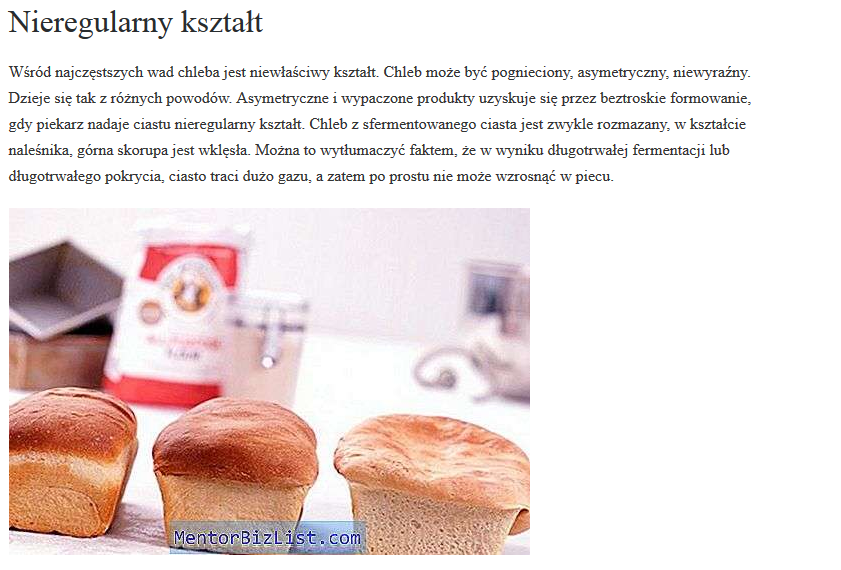 Nieregularny kształt
Wśród najczęstszych wad chleba jest niewłaściwy kształt. Chleb może być pognieciony, asymetryczny, niewyraźny.
Dzieje się tak z różnych powodów. Asymetryczne i wypaczone produkty uzyskuje się przez beztroskie formowanie,
gdy piekarz nadaje ciastu nieregularny kształt. Chleb z sfermentowanego ciasta jest zwykle rozmazany, w kształcie
naleśnika, górna skorupa jest wklęsła. Można to wytłumaczyć faktem, że w wyniku długotrwałej fermentacji lub
długotrwałego pokrycia, ciasto traci dużo gazu, a zatem po prostu nie może wzrosnąć w piecu.
MentorBizList.com